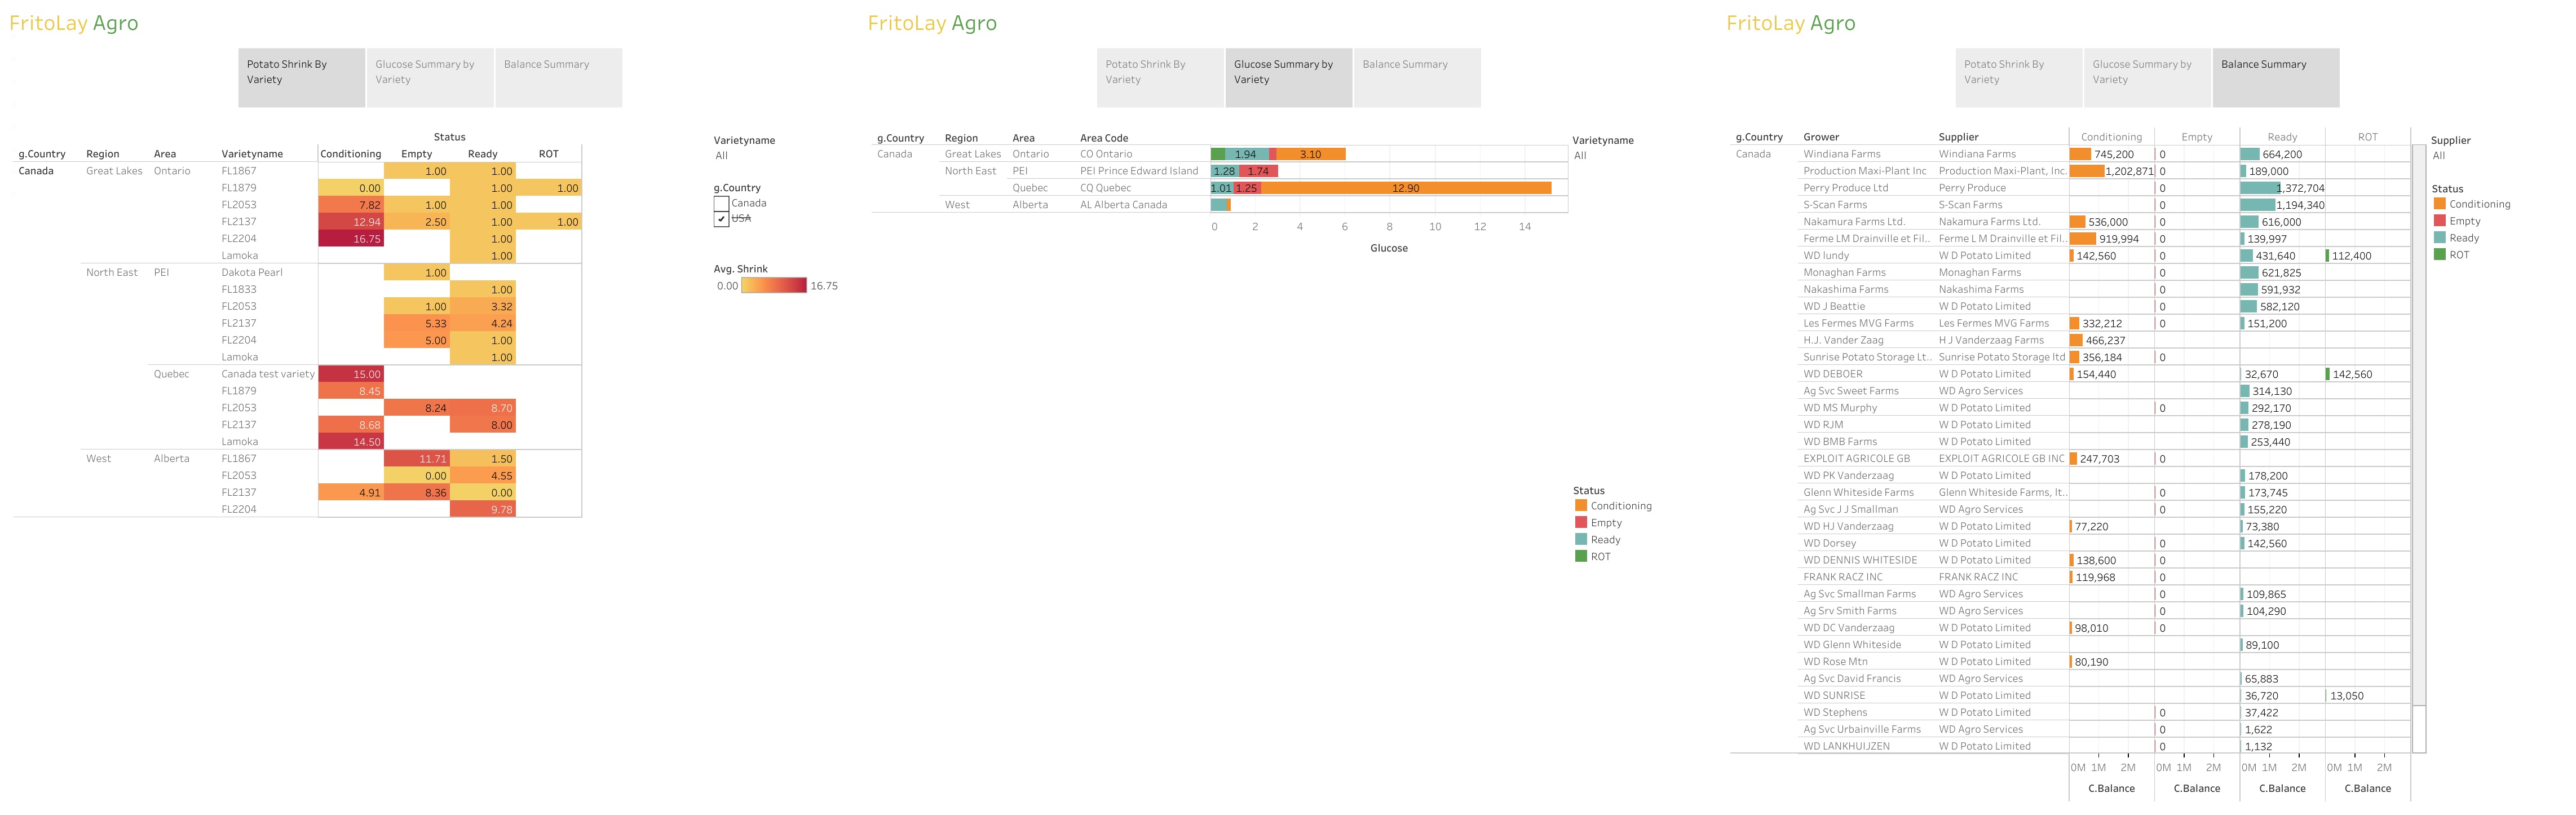 FritoLay Agro
Potato Shrink By Variety
Glucose Summary by Variety
Balance Summary
Status
g.Country Region Area Varietyname Conditioning Empty Ready ROT
Canada Great Lakes Ontario FL1867 1.00 1.00
FL1879 0.00 1.00 1.00
FL2053 7.82 1.00 1.00
FL2137 12.94 2.50 1.00 1.00
FL2204 16.75 1.00
Lamoka 1.00
North East PEI Dakota Pearl 1.00
FL1833 1.00
FL2053 1.00 3.32
FL2137 5.33 4.24
FL2204 5.00 1.00
Lamoka 1.00
Quebec Canada test variety 15.00
FL1879 8.45
FL2053 8.24 8.70
FL2137 8.68 8.00
Lamoka 14.50
West Alberta FL1867 11.71 1.50
FL2053 0.00 4.55
FL2137 4.91 8.36 0.00
FL2204 9.78
Varietyname
All
g.Country
Canada
USA
Avg. Shrink
0.00 16.75
FritoLay Agro
Potato Shrink By Variety
Glucose Summary by Variety
Balance Summary
g.Country Region Area Area Code
Canada Great Lakes Ontario CO Ontario 1.94 3.10
North East PEI PEI Prince Edward Island 1.28 1.74
Quebec CQ Quebec 1.01 1.25 12.90
West Alberta AL Alberta Canada
0 2 4 6 8 10 12 14
Glucose
Varietyname
All
Status
Conditioning
Empty
Ready
ROT
FritoLay Agro
Potato Shrink By Variety
Glucose Summary by Variety
Balance Summary
g.Country Grower Supplier Conditioning Empty Ready ROT
Canada Windiana Farms Windiana Farms 745,200 0 664,200
Production Maxi-Plant Inc Production Maxi-Plant, Inc. 1,202,871 0 189,000
Perry Produce Ltd Perry Produce 0 1,372,704
S-Scan Farms S-Scan Farms 0 1,194,340
Nakamura Farms Ltd. Nakamura Farms Ltd. 536,000 0 616,000
Ferme LM Drainville et Fil.. Ferme L M Drainville et Fil.. 919,994 0 139,997
WD lundy W D Potato Limited 142,560 0 431,640 112,400
Monaghan Farms Monaghan Farms 0 621,825
Nakashima Farms Nakashima Farms 0 591,932
WD J Beattie W D Potato Limited 0 582,120
Les Fermes MVG Farms Les Fermes MVG Farms 332,212 0 151,200
H.J. Vander Zaag H J Vanderzaag Farms 466,237
Sunrise Potato Storage Lt.. Sunrise Potato Storage ltd 356,184 0
WD DEBOER W D Potato Limited 154,440 32,670 142,560
Ag Svc Sweet Farms WD Agro Services 314,130
WD MS Murphy W D Potato Limited 0 292,170
WD RJM W D Potato Limited 278,190
WD BMB Farms W D Potato Limited 253,440
EXPLOIT AGRICOLE GB EXPLOIT AGRICOLE GB INC 247,703 0
WD PK Vanderzaag W D Potato Limited 178,200
Glenn Whiteside Farms Glenn Whiteside Farms, lt.. 0 173,745
Ag Svc J J Smallman WD Agro Services 0 155,220
WD HJ Vanderzaag W D Potato Limited 77,220 73,380
WD Dorsey W D Potato Limited 0 142,560
WD DENNIS WHITESIDE W D Potato Limited 138,600 0
FRANK RACZ INC FRANK RACZ INC 119,968 0
Ag Svc Smallman Farms WD Agro Services 0 109,865
Ag Srv Smith Farms WD Agro Services 0 104,290
WD DC Vanderzaag W D Potato Limited 98,010 0
WD Glenn Whiteside W D Potato Limited 89,100
WD Rose Mtn W D Potato Limited 80,190
Ag Svc David Francis WD Agro Services 65,883
WD SUNRISE W D Potato Limited 36,720 13,050
WD Stephens W D Potato Limited 0 37,422
Ag Svc Urbainville Farms WD Agro Services 0 1,622
WD LANKHUIJZEN W D Potato Limited 0 1,132
0M 1M 2M 0M 1M 2M 0M 1M 2M 0M 1M 2M
C.Balance C.Balance C.Balance C.Balance
Supplier
All
Status
Conditioning
Empty
Ready
ROT